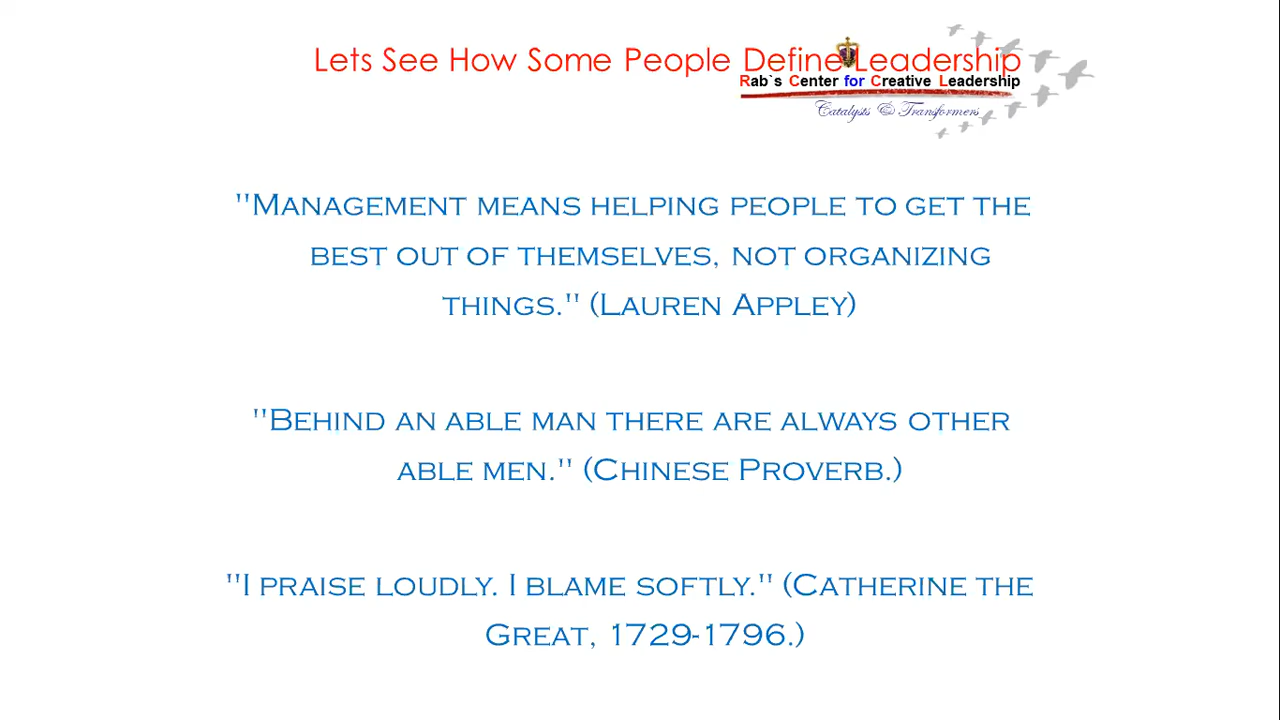 Lets See How Some People Define Leadership
Rab`s Center for Creative Leadership
Catalysts & Transformers
"Management means helping people to get the
best out of themselves, not organizing
things." (Lauren Appley)
"Behind an able man there are always other
able men." (Chinese Proverb.)
"I praise loudly. I blame softly." (Catherine the
Great, 1729-1796.)